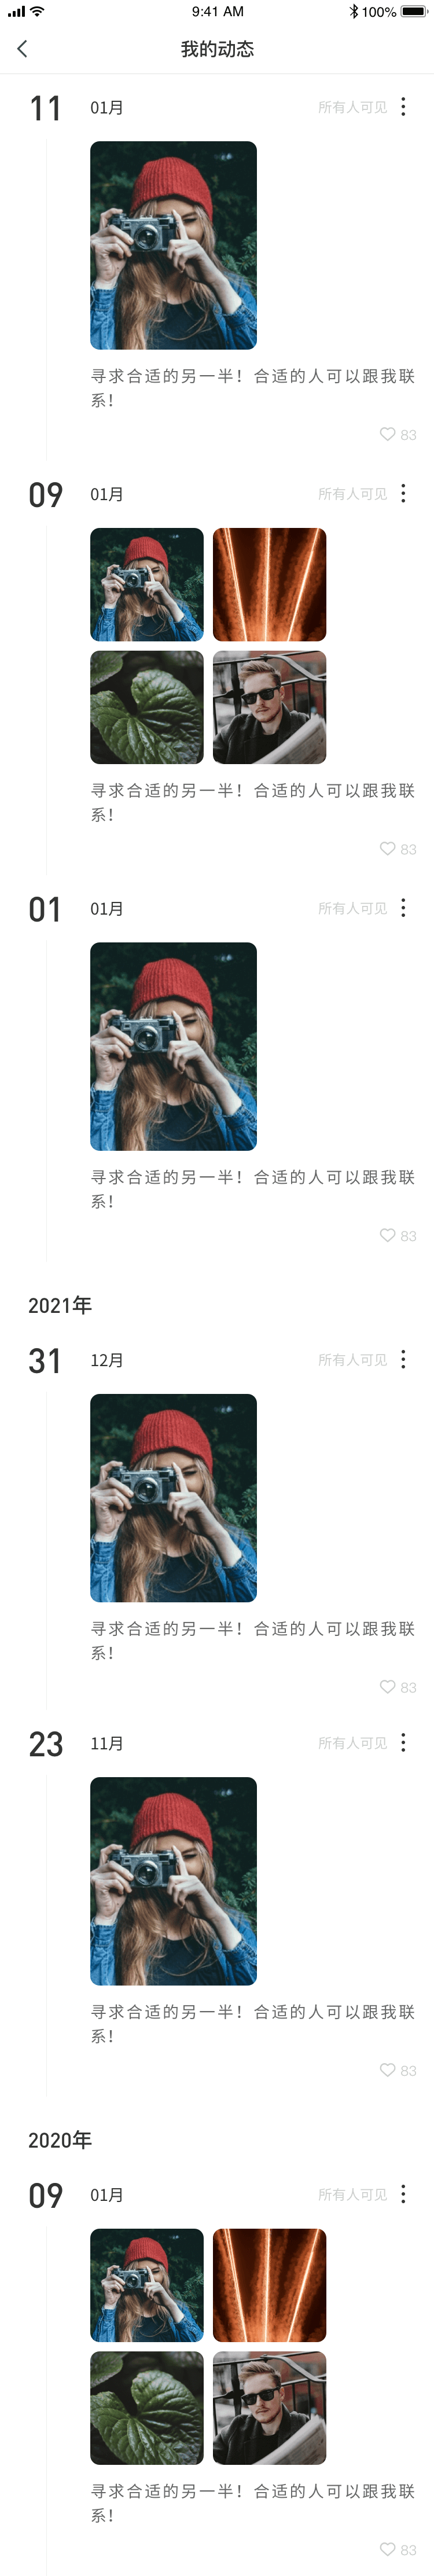 9:41 AM 100%
我的动态
11 01月 所有人可见
寻求合适的另一半！合适的人可以跟我联
系！
83
09 01月 所有人可见
寻求合适的另一半！合适的人可以跟我联
系！
83
01 01月 所有人可见
寻求合适的另一半！合适的人可以跟我联
系！
83
2021年
31 12月 所有人可见
寻求合适的另一半！合适的人可以跟我联
系！
83
23 11月 所有人可见
寻求合适的另一半！合适的人可以跟我联
系！
83
2020年
09 01月 所有人可见
寻求合适的另一半！合适的人可以跟我联
系！
83